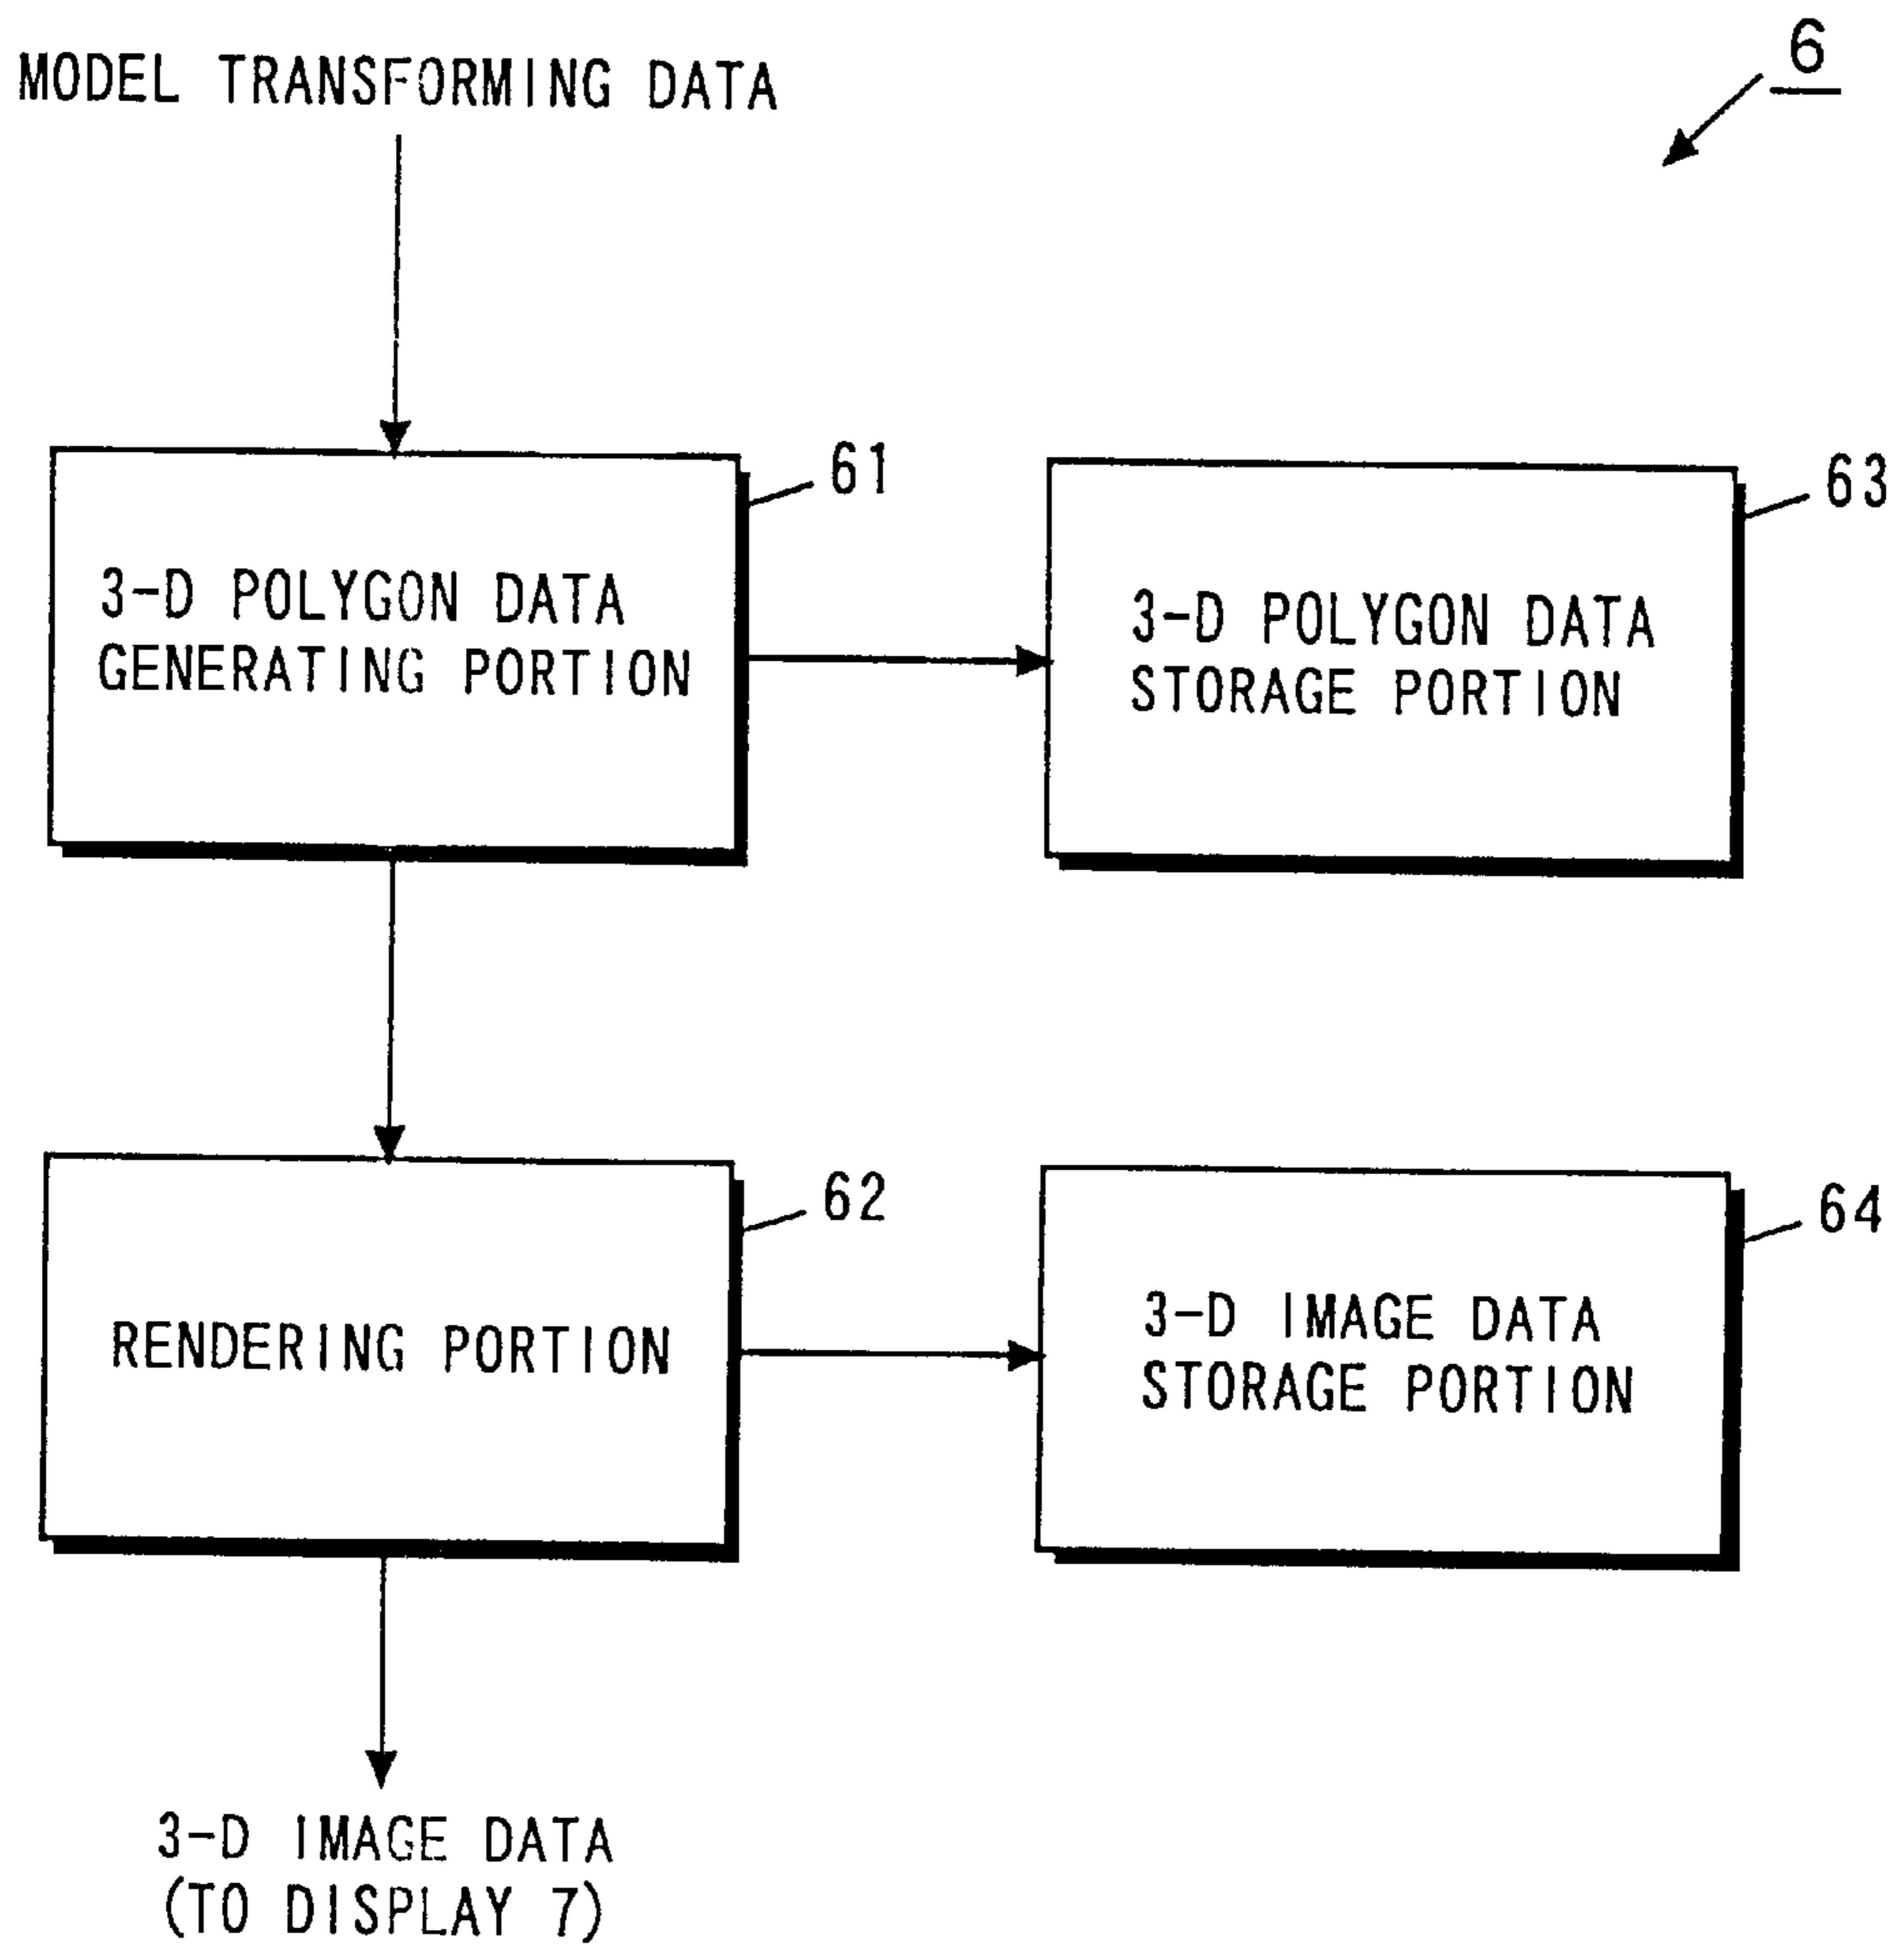 MODEL TRANSFORMING DATA
6
61
3-D POLYGON DATA
GENERATING PORTION
63
3-D POLYGON DATA
STORAGE PORTION
62
RENDERING PORTION
64
3-D IMAGE DATA
STORAGE PORTION
3-D IMAGE DATA
(TO DISPLAY 7)